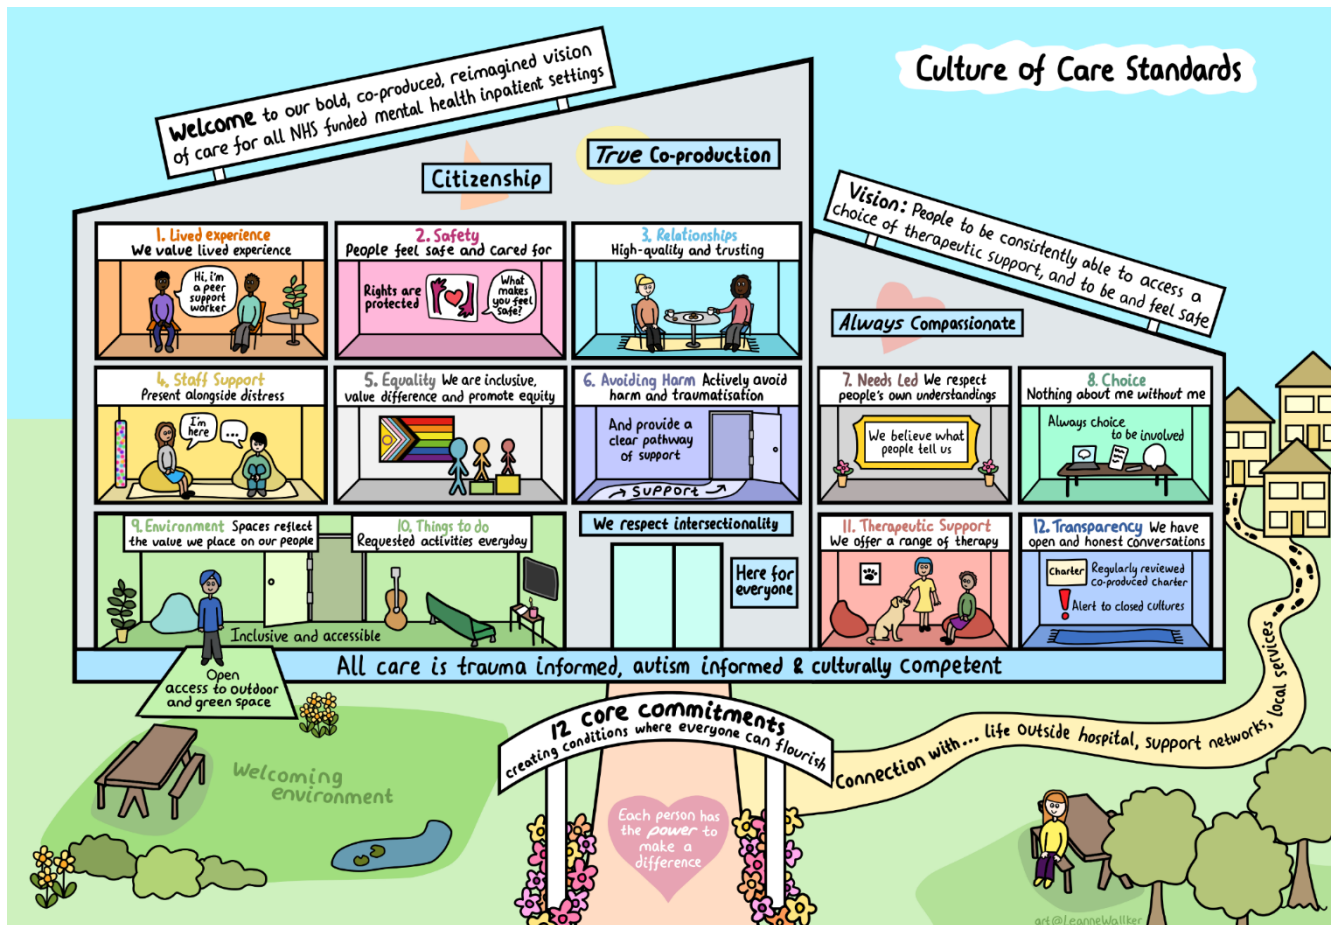 Culture of Care Standards
Welcome to our bold, co-produced, reimagined vision
of care for all NHS funded mental health inpatient settings
True Co-production
Citizenship
Vision: People to be consistently able to access a
choice of therapeutic support, and to be and feel safe
Always Compassionate
1. Lived experience
We value lived experience
Hi, i'm
a peer
support
worker
2. Safety
People feel safe and cared for
Rights are
protected
What
makes
you feel
safe?
3. Relationships
High-quality and trusting
4. Staff Support
Present alongside distress
I'm
here
...
5. Equality We are inclusive,
value difference and promote equity
6. Avoiding Harm Actively avoid
harm and traumatisation
And provide a
clear pathway
of support
→ SUPPORT →
7. Needs Led We respect
people's own understandings
We believe what
people tell us
8. Choice
Nothing about me without me
Always choice
to be involved
9. Environment Spaces reflect
the value we place on our people
10. Things to do
Requested activities everyday
Inclusive and accessible
We respect intersectionality
Here for
everyone
11. Therapeutic Support
We offer a range of therapy
12. Transparency We have
open and honest conversations
Charter
Regularly reviewed
co-produced charter
! Alert to closed cultures
All care is trauma informed, autism informed & culturally competent
Open
access to outdoor
and green space
12 Core commitments
creating conditions where everyone can flourish
Connection with... life outside hospital, support networks, local services
Welcoming
environment
Each person has
the power to
make a
difference
art@LeanneWallker